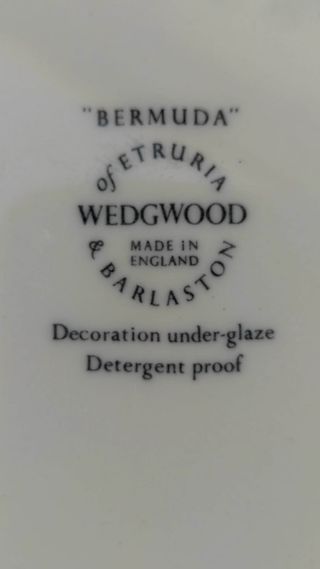 "BERMUDA"
of ETRURIA
WEDGWOOD
MADE IN
ENGLAND
& BARLASTON
Decoration under-glaze
Detergent proof